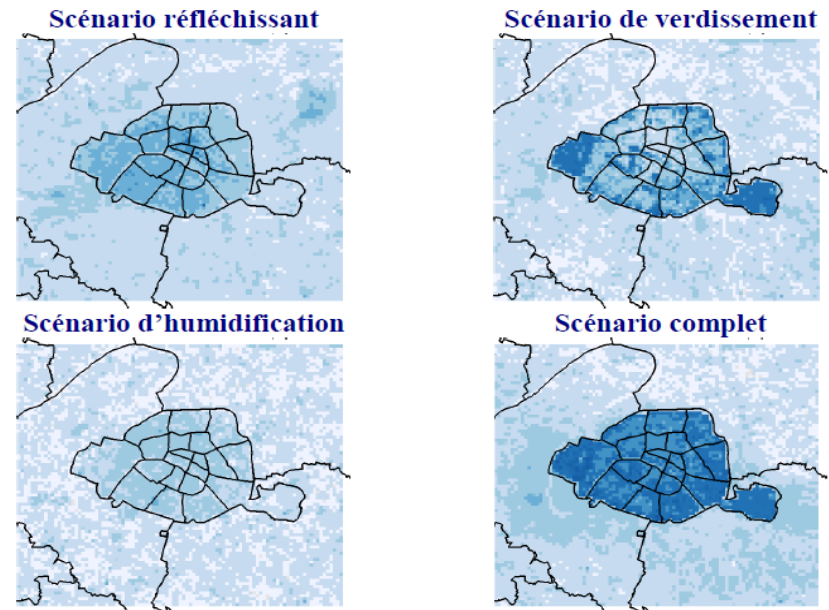 Scénario réfléchissant
Scénario de verdissement
Scénario d'humidification
Scénario complet